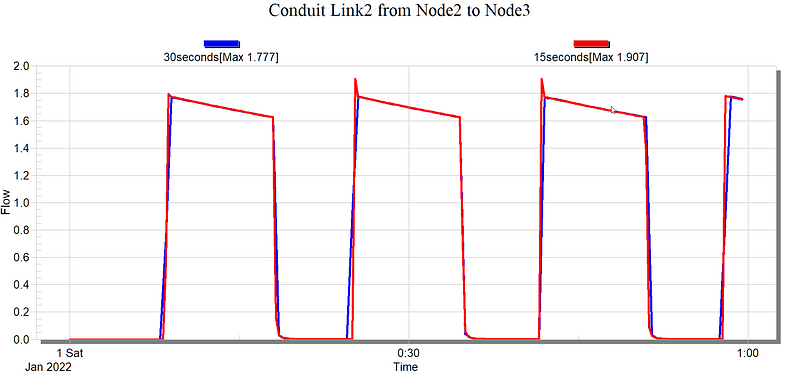 Conduit Link2 from Node2 to Node3
30seconds[Max 1.777] 15seconds[Max 1.907]
2.0
1.8
1.6
1.4
1.2
1.0
0.8
0.6
0.4
0.2
0.0
Flow
1 Sat 0:30 1:00
Jan 2022 Time